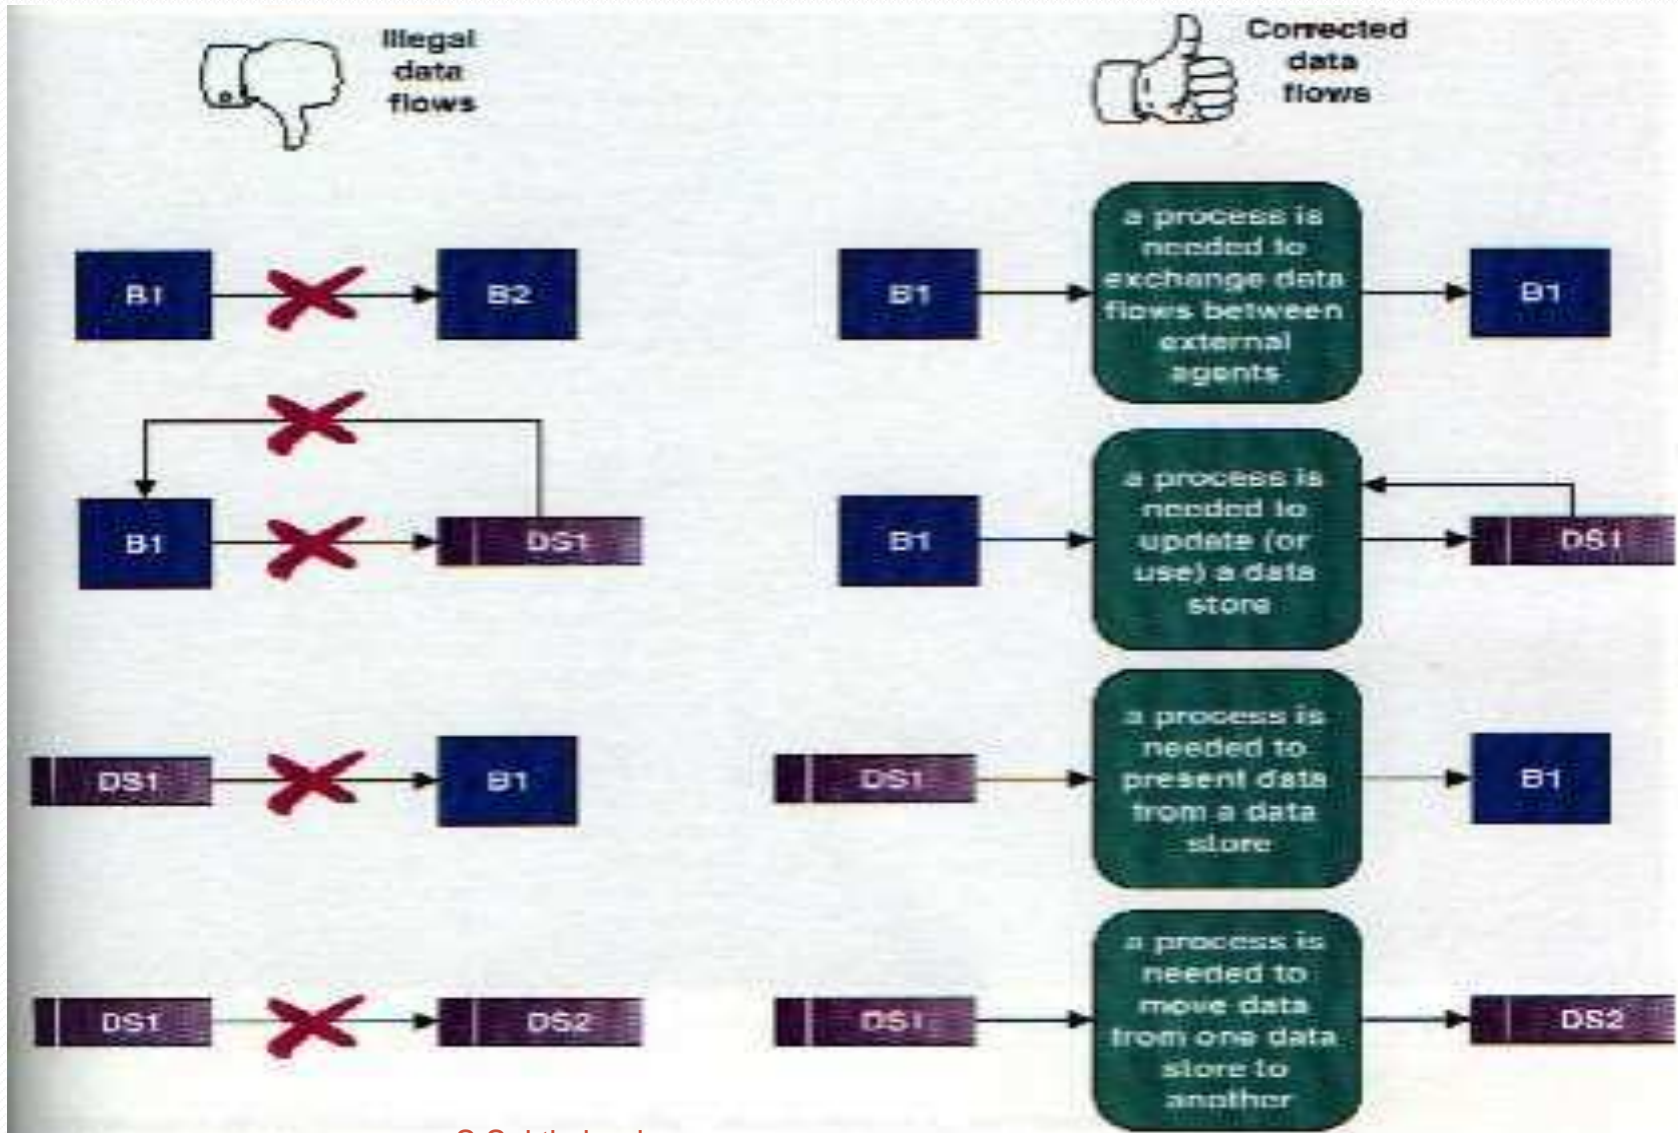 Illegal
data
flows
Corrected
data
flows
B1
B2
B1
a process is
needed to
exchange data
flows between
external
agents
B1
B1
DS1
B1
a process is
needed to
update (or
use) a data
store
DS1
DS1
B1
DS1
a process is
needed to
present data
from a data
store
B1
DS1
DS2
DS1
a process is
needed to
move data
from one data
store to
another
DS2